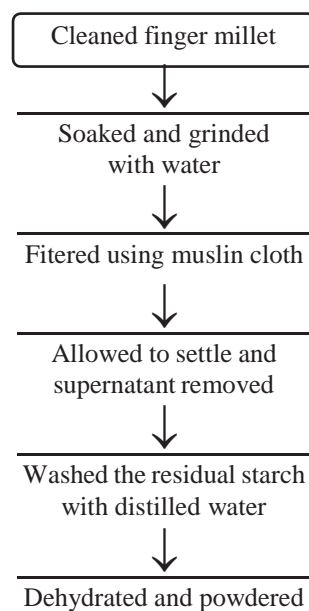 Cleaned finger millet
Soaked and grinded
with water
Fitered using muslin cloth
Allowed to settle and
supernatant removed
Washed the residual starch
with distilled water
Dehydrated and powdered